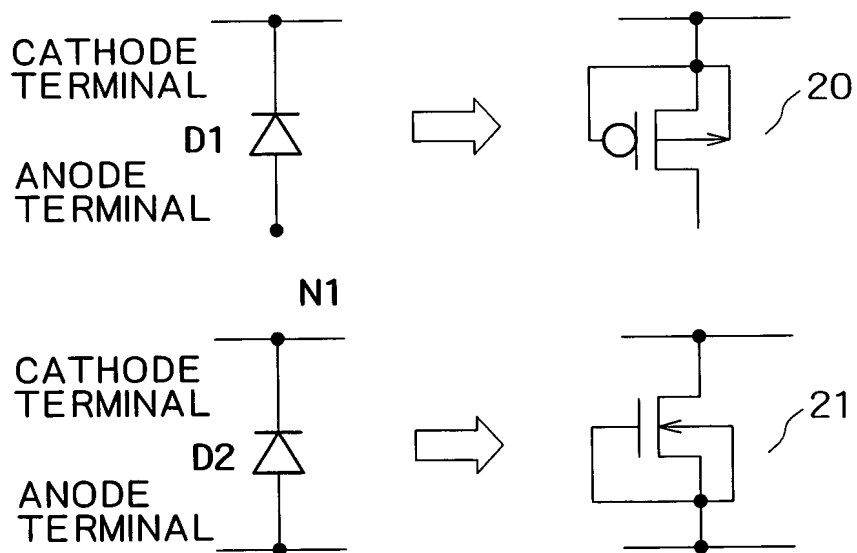 CATHODE
TERMINAL
D1
20
ANODE
TERMINAL
N1
CATHODE
TERMINAL
D2
21
ANODE
TERMINAL